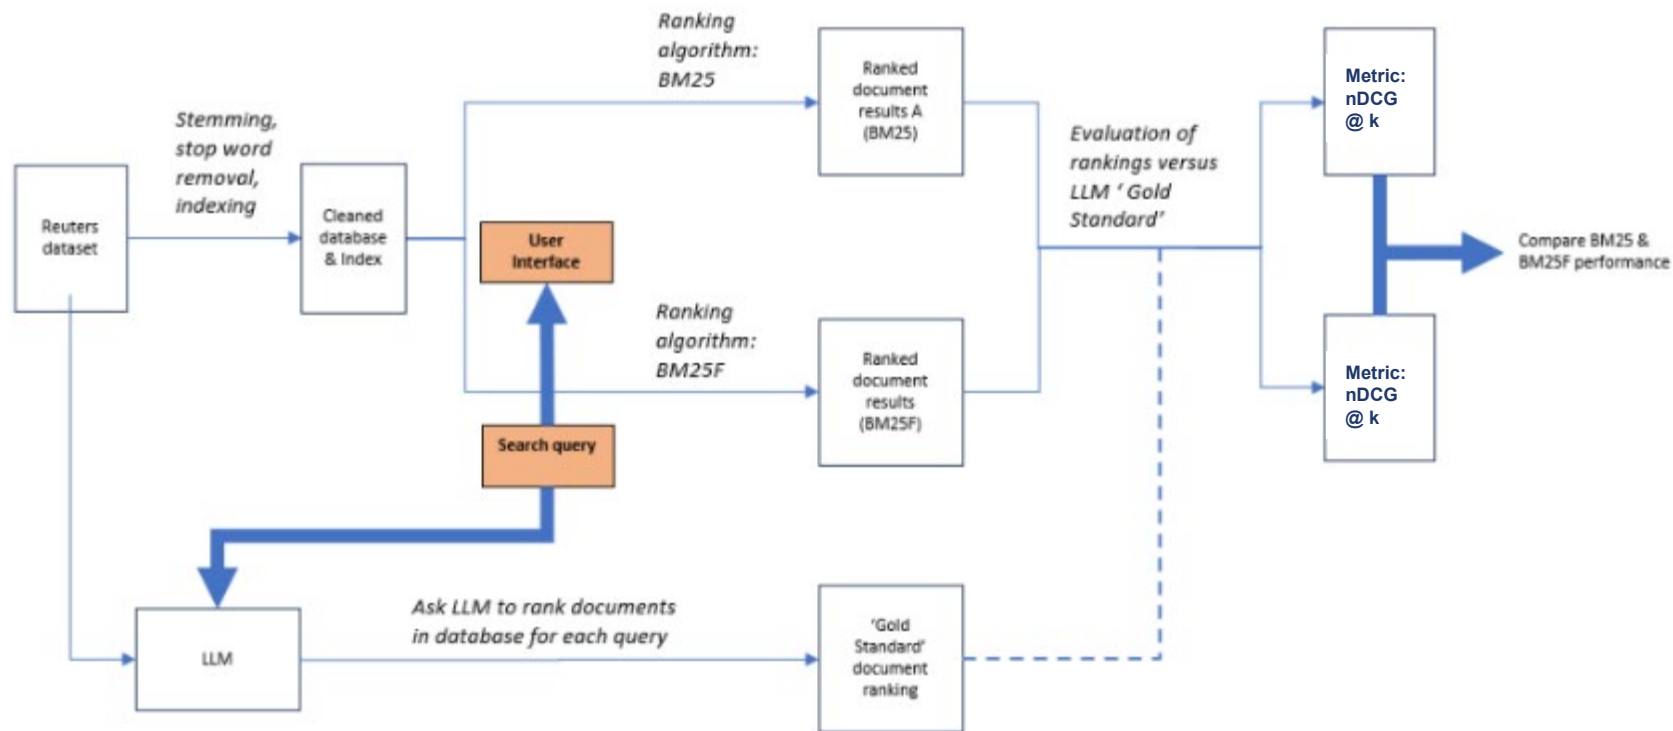 Ranking
algorithm:
BM25
Ranked
document
results A
(BM25)
Metric:
nDCG
@ k
Stemming,
stop word
removal,
indexing
Evaluation of
rankings versus
LLM ‘ Gold
Standard’
Reuters
dataset
Cleaned
database
& Index
User
Interface
Compare BM25 &
BM25F performance
Ranking
algorithm:
BM25F
Ranked
document
results
(BM25F)
Metric:
nDCG
@ k
Search query
Ask LLM to rank documents
in database for each query
LLM
‘Gold
Standard’
document
ranking